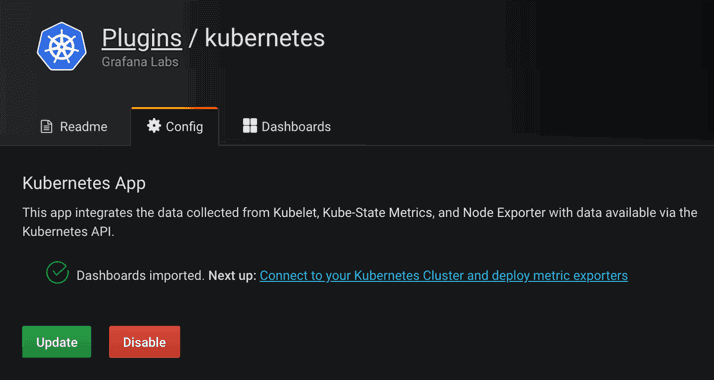 Plugins / kubernetes
Grafana Labs
Readme
Config
Dashboards
Kubernetes App
This app integrates the data collected from Kubelet, Kube-State Metrics, and Node Exporter with data available via the
Kubernetes API.
Dashboards imported. Next up: Connect to your Kubernetes Cluster and deploy metric exporters
Update
Disable